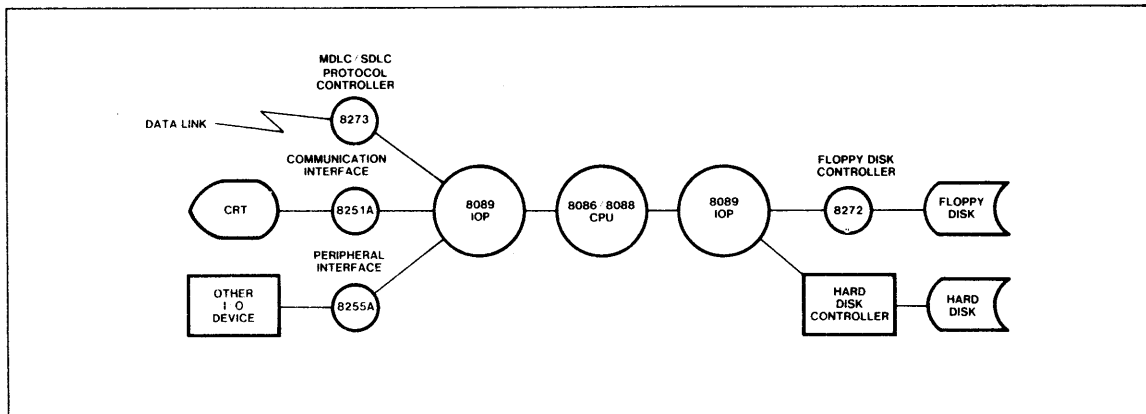 MDLC/SDLC
PROTOCOL
CONTROLLER
8273
DATA LINK
COMMUNICATION
INTERFACE
CRT
8251A
PERIPHERAL
INTERFACE
OTHER
I O
DEVICE
8255A
8089
IOP
8086/8088
CPU
8089
IOP
FLOPPY DISK
CONTROLLER
8272
FLOPPY
DISK
HARD
DISK
CONTROLLER
HARD
DISK